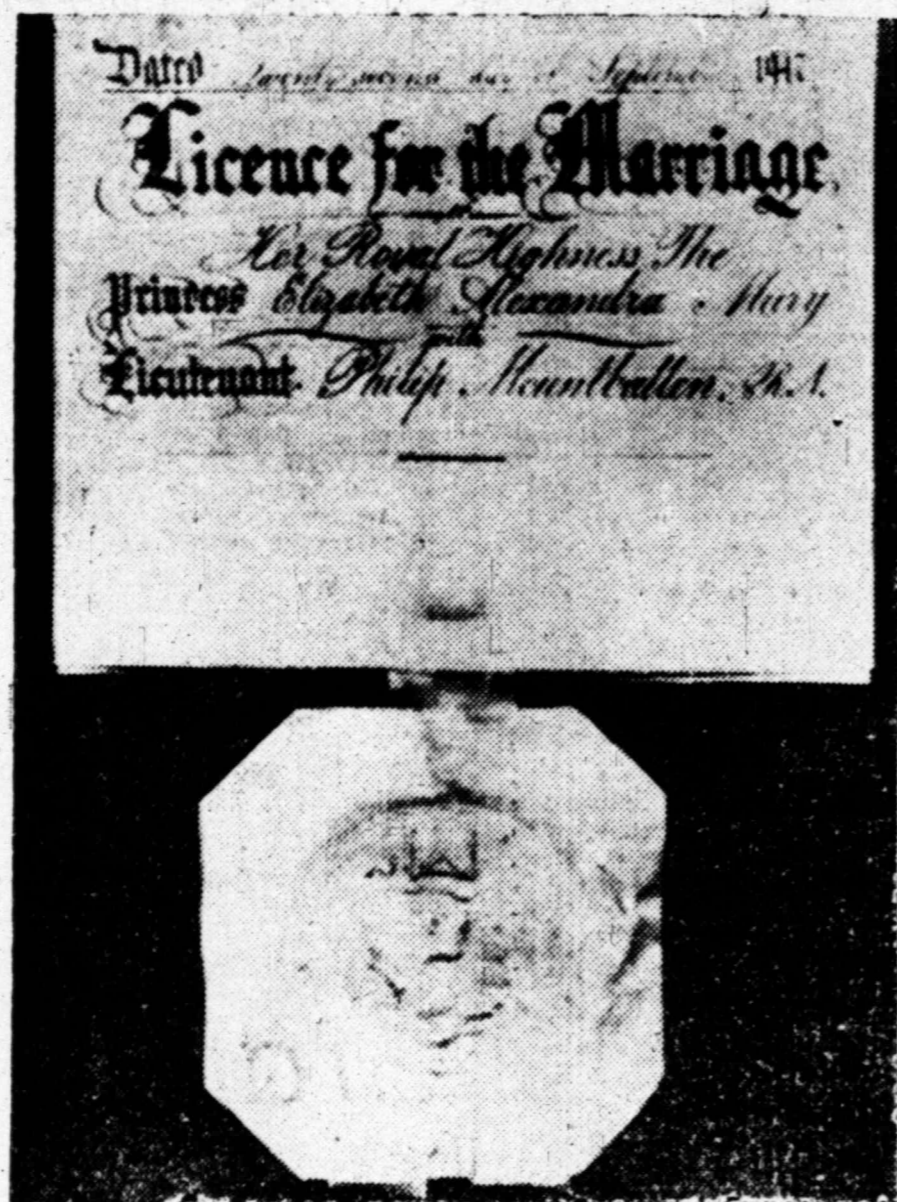 Dated Twenty second day of September 1947
Licence for the Marriage
Her Royal Highness The
Princess Elizabeth Alexandra Mary
with
Lieutenant Philip Mountbatten, R.N.